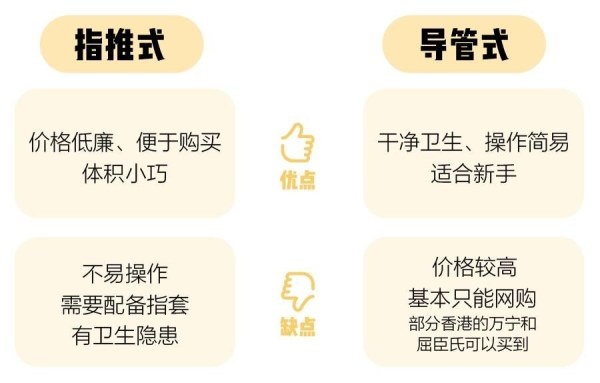 指推式
导管式
价格低廉、便于购买
体积小巧
优点
干净卫生、操作简易
适合新手
不易操作
需要配备指套
有卫生隐患
缺点
价格较高
基本只能网购
部分香港的万宁和
屈臣氏可以买到